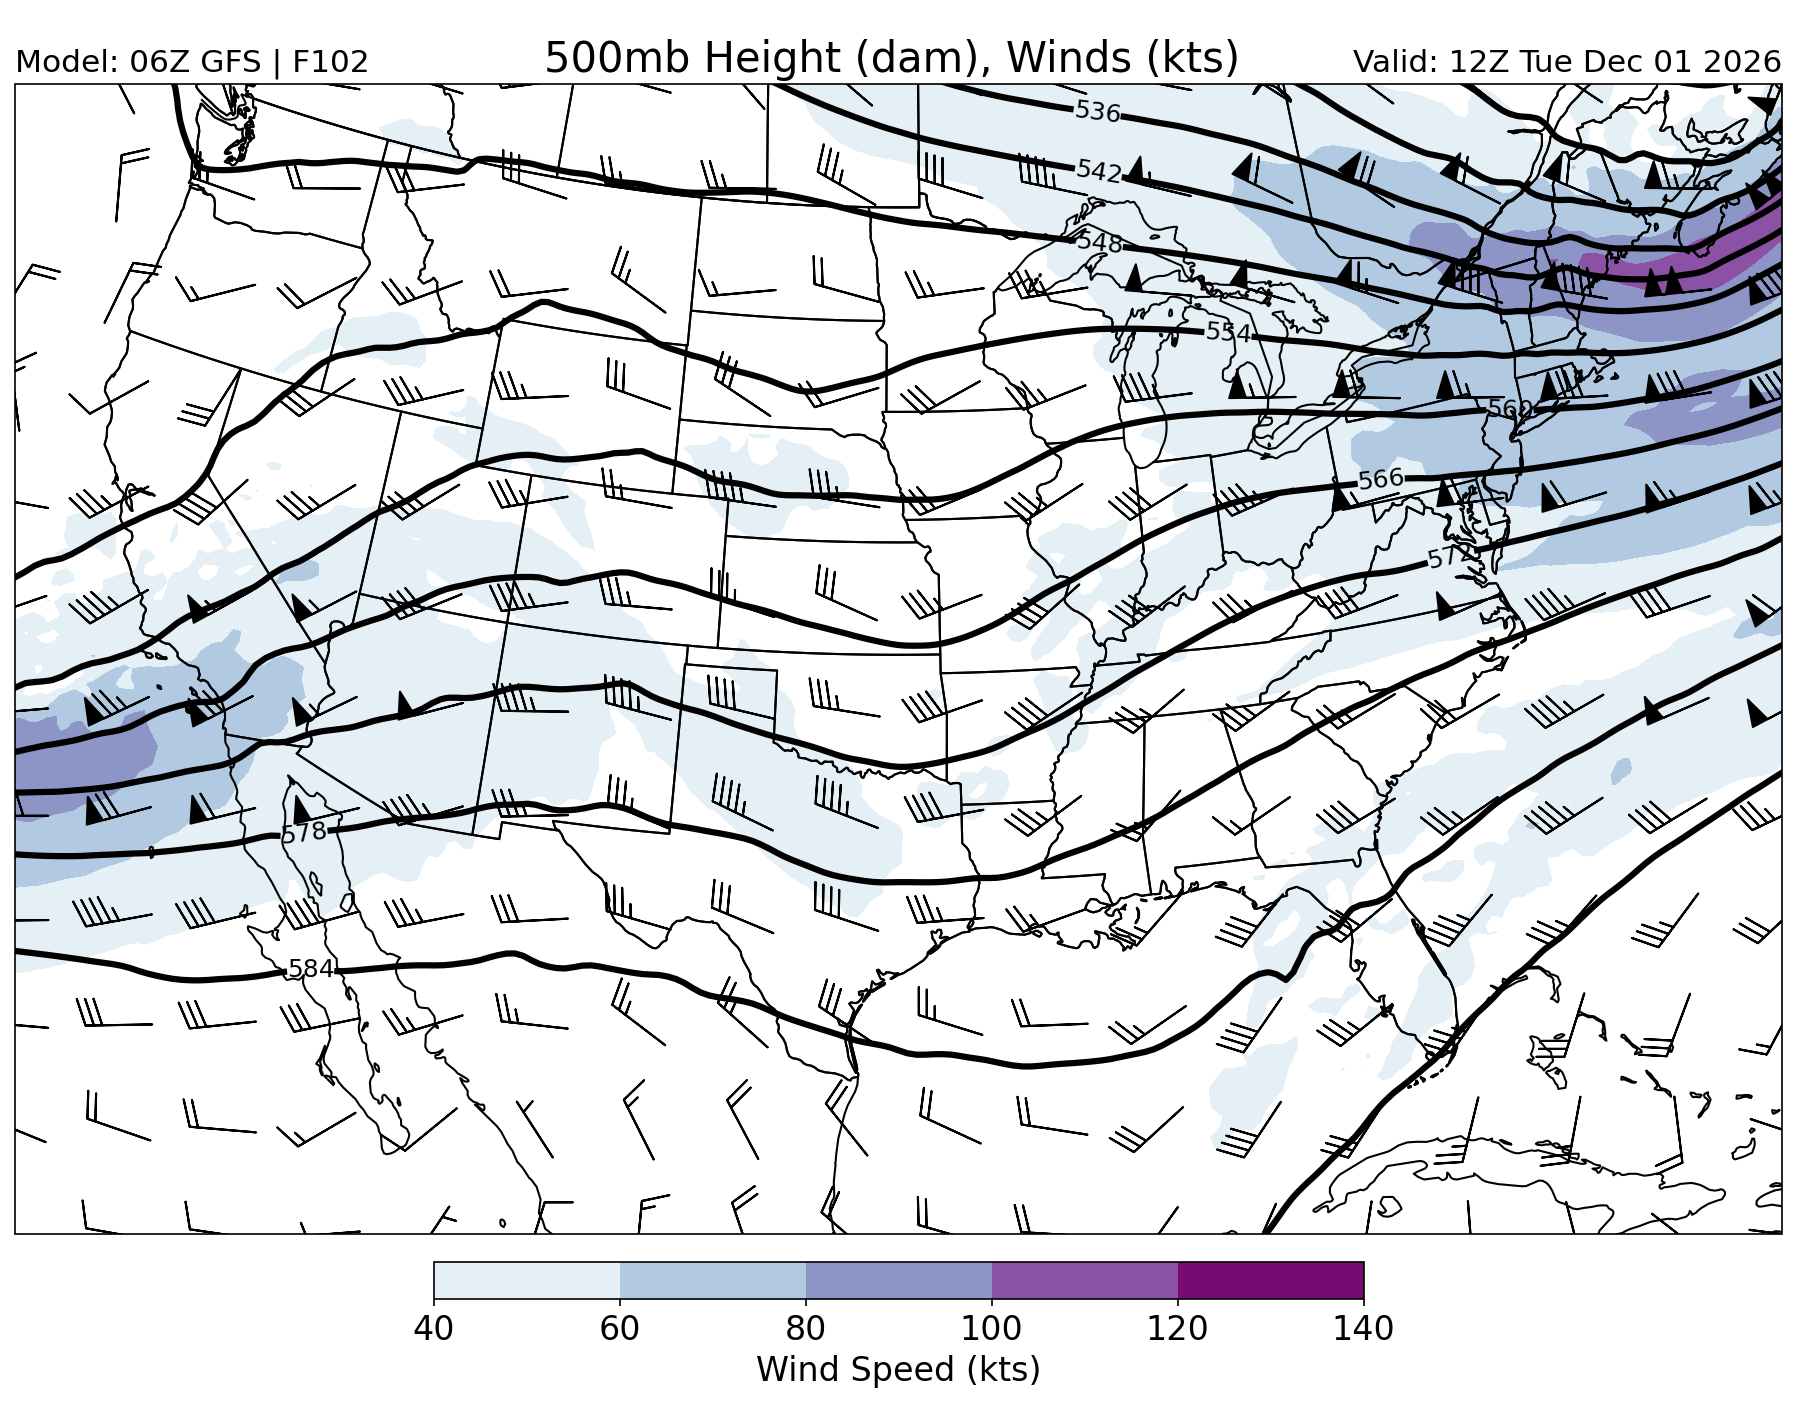 Model: 06Z GFS | F102
500mb Height (dam), Winds (kts)
Valid: 12Z Tue Dec 01 2026
536
542
548
554
560
566
572
578
584
40 60 80 100 120 140
Wind Speed (kts)